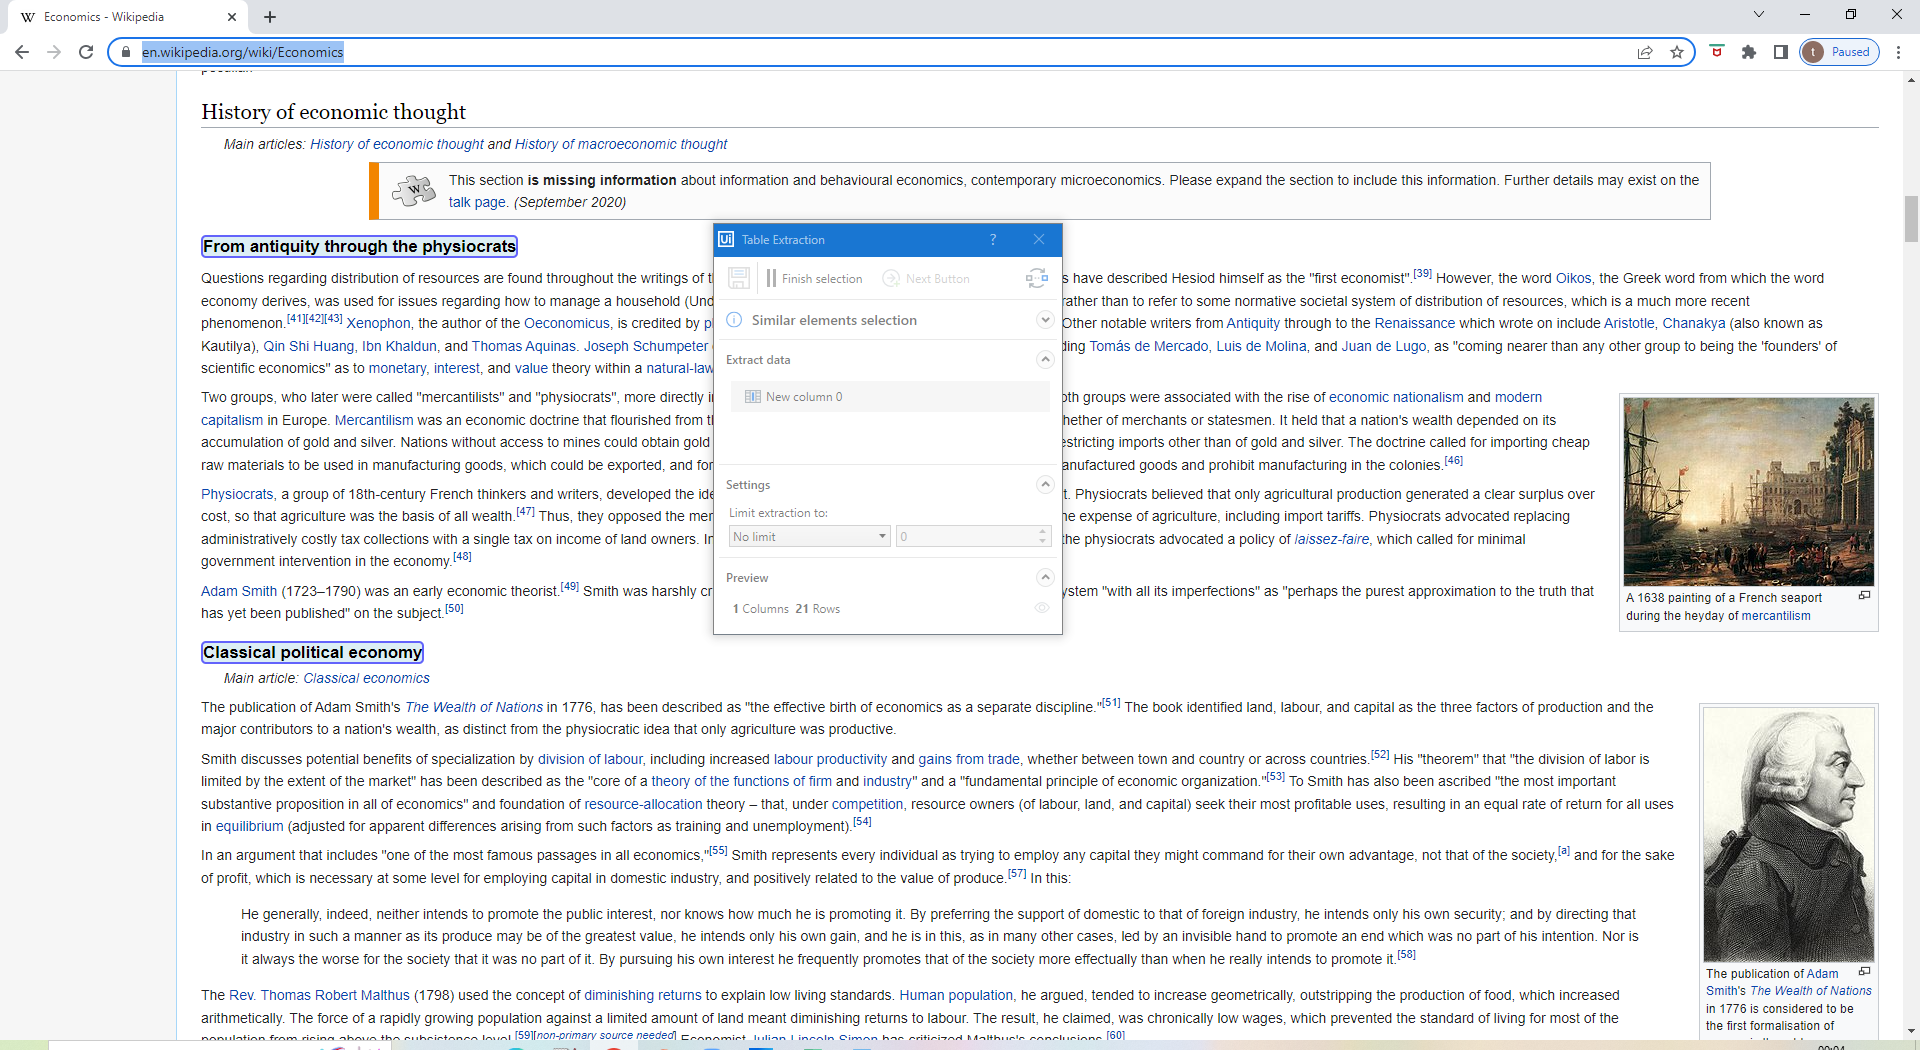 Economics - Wikipedia
en.wikipedia.org/wiki/Economics
t Paused
History of economic thought
Main articles: History of economic thought and History of macroeconomic thought
This section is missing information about information and behavioural economics, contemporary microeconomics. Please expand the section to include this information. Further details may exist on the
talk page. (September 2020)
From antiquity through the physiocrats
Questions regarding distribution of resources are found throughout the writings of
s have described Hesiod himself as the "first economist".[39] However, the word Oikos, the Greek word from which the word
economy derives, was used for issues regarding how to manage a household (Und
rather than to refer to some normative societal system of distribution of resources, which is a much more recent
phenomenon.[41][42][43] Xenophon, the author of the Oeconomicus, is credited by
Other notable writers from Antiquity through to the Renaissance which wrote on include Aristotle, Chanakya (also known as
Kautilya), Qin Shi Huang, Ibn Khaldun, and Thomas Aquinas. Joseph Schumpeter
ing Tomás de Mercado, Luis de Molina, and Juan de Lugo, as "coming nearer than any other group to being the 'founders' of
scientific economics" as to monetary, interest, and value theory within a natural-law
Two groups, who later were called "mercantilists" and "physiocrats", more directly
oth groups were associated with the rise of economic nationalism and modern
capitalism in Europe. Mercantilism was an economic doctrine that flourished from
hether of merchants or statesmen. It held that a nation's wealth depended on its
accumulation of gold and silver. Nations without access to mines could obtain gold
estricting imports other than of gold and silver. The doctrine called for importing cheap
raw materials to be used in manufacturing goods, which could be exported, and for
anufactured goods and prohibit manufacturing in the colonies.[46]
Physiocrats, a group of 18th-century French thinkers and writers, developed the ide
t. Physiocrats believed that only agricultural production generated a clear surplus over
cost, so that agriculture was the basis of all wealth.[47] Thus, they opposed the mer
he expense of agriculture, including import tariffs. Physiocrats advocated replacing
administratively costly tax collections with a single tax on income of land owners. In
the physiocrats advocated a policy of laissez-faire, which called for minimal
government intervention in the economy.[48]
Adam Smith (1723–1790) was an early economic theorist.[49] Smith was harshly cr
ystem "with all its imperfections" as "perhaps the purest approximation to the truth that
has yet been published" on the subject.[50]
A 1638 painting of a French seaport
during the heyday of mercantilism
Ui Table Extraction ?
Finish selection Next Button
Similar elements selection
Extract data
New column 0
Settings
Limit extraction to:
No limit 0
Preview
1 Columns 21 Rows
Classical political economy
Main article: Classical economics
The publication of Adam Smith's The Wealth of Nations in 1776, has been described as "the effective birth of economics as a separate discipline."[51] The book identified land, labour, and capital as the three factors of production and the
major contributors to a nation's wealth, as distinct from the physiocratic idea that only agriculture was productive.
Smith discusses potential benefits of specialization by division of labour, including increased labour productivity and gains from trade, whether between town and country or across countries.[52] His "theorem" that "the division of labor is
limited by the extent of the market" has been described as the "core of a theory of the functions of firm and industry" and a "fundamental principle of economic organization."[53] To Smith has also been ascribed "the most important
substantive proposition in all of economics" and foundation of resource-allocation theory – that, under competition, resource owners (of labour, land, and capital) seek their most profitable uses, resulting in an equal rate of return for all uses
in equilibrium (adjusted for apparent differences arising from such factors as training and unemployment).[54]
In an argument that includes "one of the most famous passages in all economics,"[55] Smith represents every individual as trying to employ any capital they might command for their own advantage, not that of the society,[a] and for the sake
of profit, which is necessary at some level for employing capital in domestic industry, and positively related to the value of produce.[57] In this:
He generally, indeed, neither intends to promote the public interest, nor knows how much he is promoting it. By preferring the support of domestic to that of foreign industry, he intends only his own security; and by directing that
industry in such a manner as its produce may be of the greatest value, he intends only his own gain, and he is in this, as in many other cases, led by an invisible hand to promote an end which was no part of his intention. Nor is
it always the worse for the society that it was no part of it. By pursuing his own interest he frequently promotes that of the society more effectually than when he really intends to promote it.[58]
The Rev. Thomas Robert Malthus (1798) used the concept of diminishing returns to explain low living standards. Human population, he argued, tended to increase geometrically, outstripping the production of food, which increased
arithmetically. The force of a rapidly growing population against a limited amount of land meant diminishing returns to labour. The result, he claimed, was chronically low wages, which prevented the standard of living for most of the
population from rising above the subsistence level.[59][non-primary source needed] Economist Julian Lincoln Simon has criticized Malthus's conclusions.[60]
The publication of Adam
Smith's The Wealth of Nations
in 1776 is considered to be
the first formalisation of